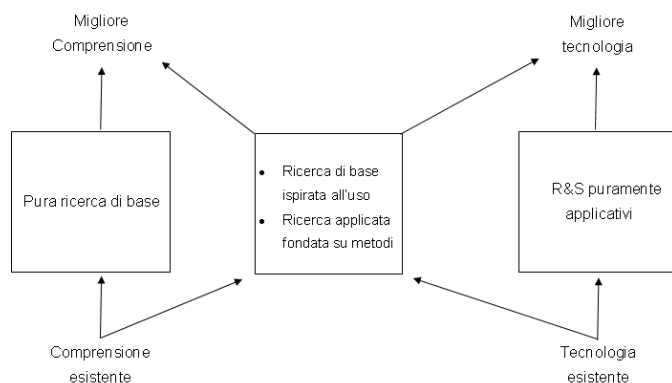 Migliore
Comprensione
Migliore
tecnologia
Pura ricerca di base
• Ricerca di base
ispirata all'uso
• Ricerca applicata
fondata su metodi
R&S puramente
applicativi
Comprensione
esistente
Tecnologia
esistente